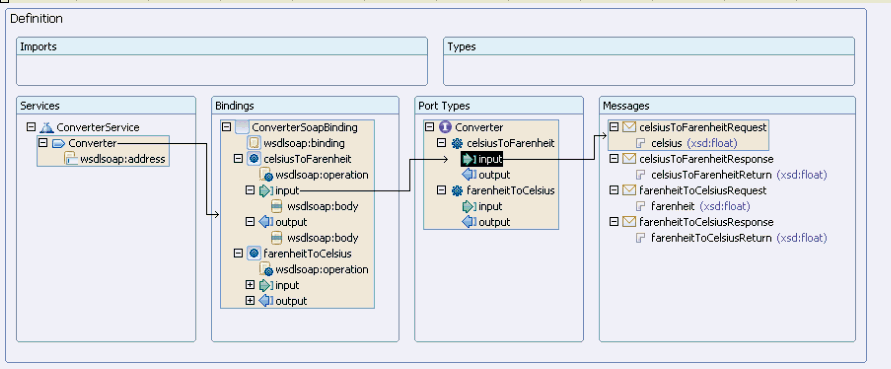 Definition
Imports
Types
Services
ConverterService
Converter
wsdlsoap:address
Bindings
ConverterSoapBinding
wsdlsoap:binding
celsiusToFarenheit
wsdlsoap:operation
input
wsdlsoap:body
output
wsdlsoap:body
farenheitToCelsius
wsdlsoap:operation
input
output
Port Types
Converter
celsiusToFarenheit
input
output
farenheitToCelsius
input
output
Messages
celsiusToFarenheitRequest
celsius (xsd:float)
celsiusToFarenheitResponse
celsiusToFarenheitReturn (xsd:float)
farenheitToCelsiusRequest
farenheit (xsd:float)
farenheitToCelsiusResponse
farenheitToCelsiusReturn (xsd:float)